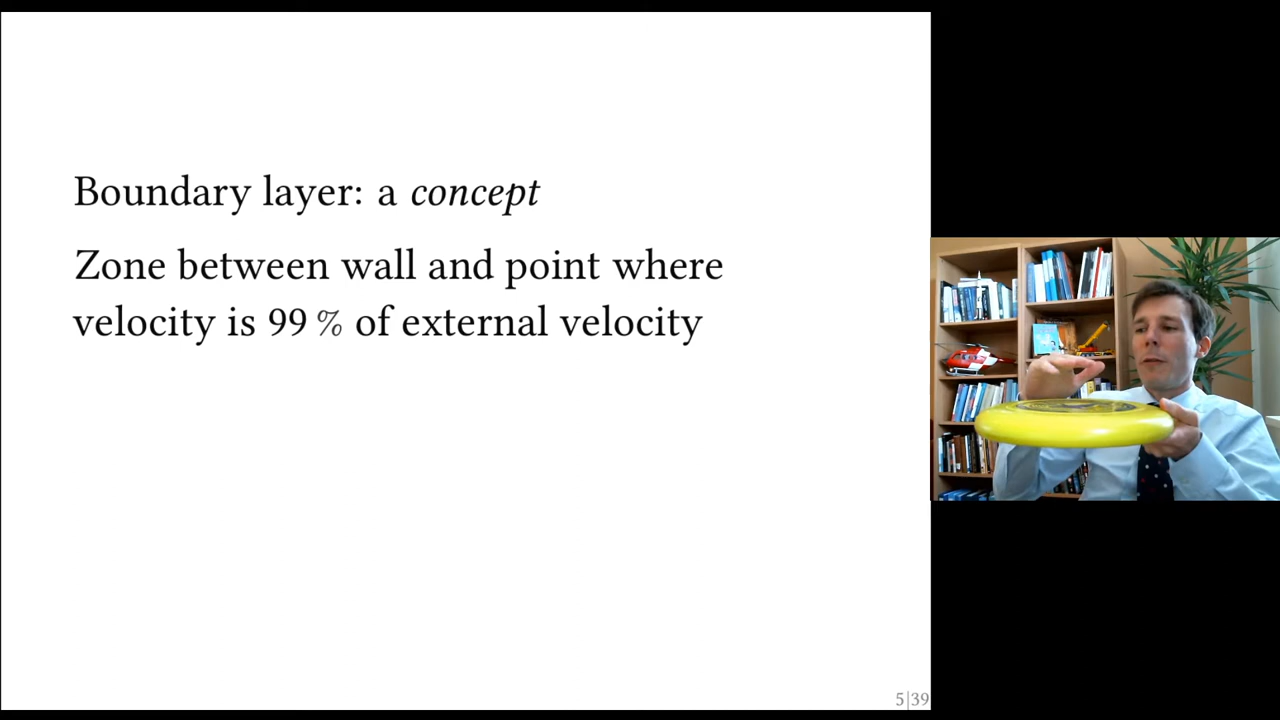 Boundary layer: a concept
Zone between wall and point where
velocity is 99 % of external velocity
5|39